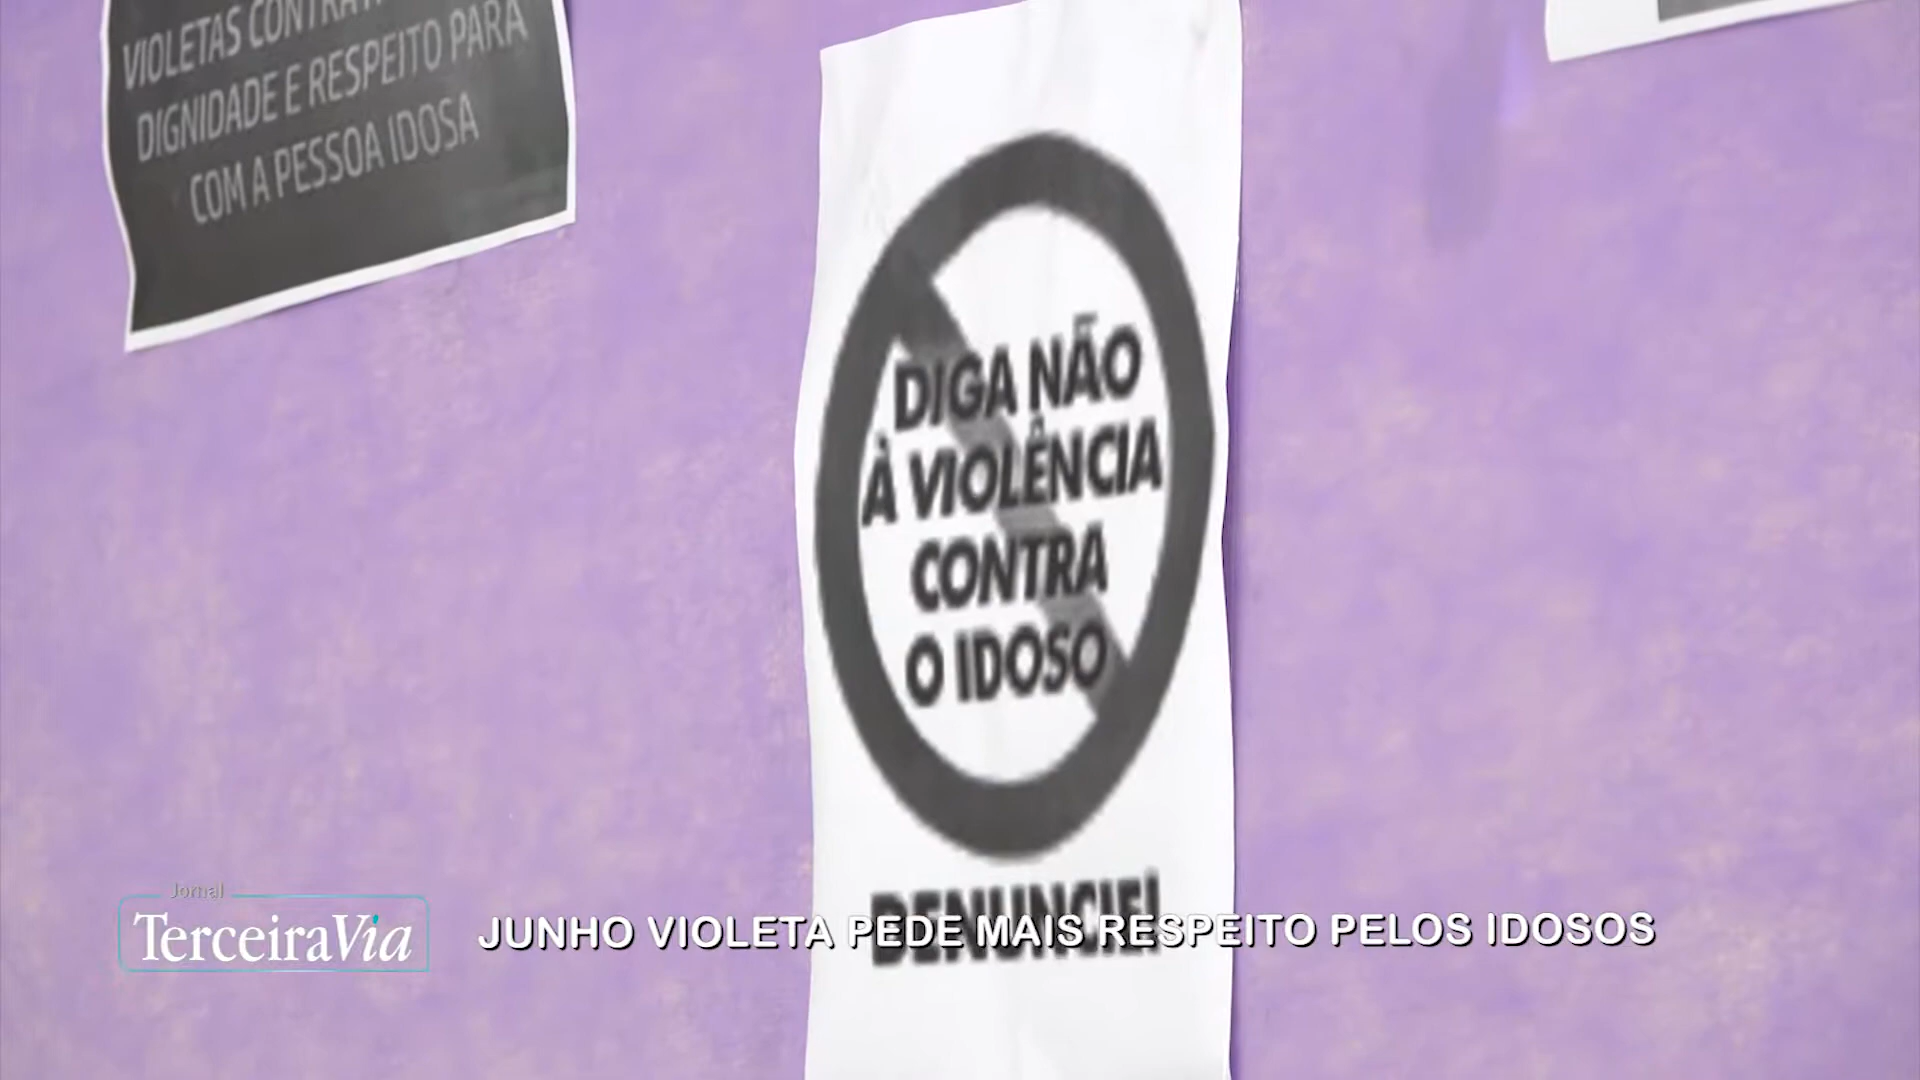 VIOLETAS CONTRA
DIGNIDADE E RESPEITO PARA
COM A PESSOA IDOSA
DIGA NÃO
À VIOLÊNCIA
CONTRA
O IDOSO
DENUNCIE!
Jornal
TerceiraVia
JUNHO VIOLETA PEDE MAIS RESPEITO PELOS IDOSOS